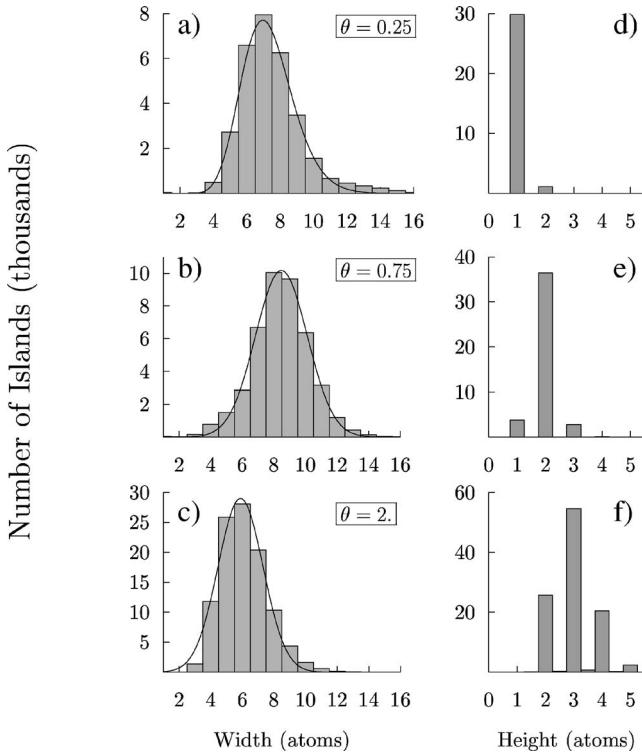 Number of Islands (thousands)
a)
θ = 0.25
8
6
4
2
2 4 6 8 10 12 14 16
d)
30
20
10
0 1 2 3 4 5
b)
θ = 0.75
10
8
6
4
2
2 4 6 8 10 12 14 16
e)
40
30
20
10
0 1 2 3 4 5
c)
θ = 2.
30
25
20
15
10
5
2 4 6 8 10 12 14 16
f)
60
40
20
0 1 2 3 4 5
Width (atoms)
Height (atoms)